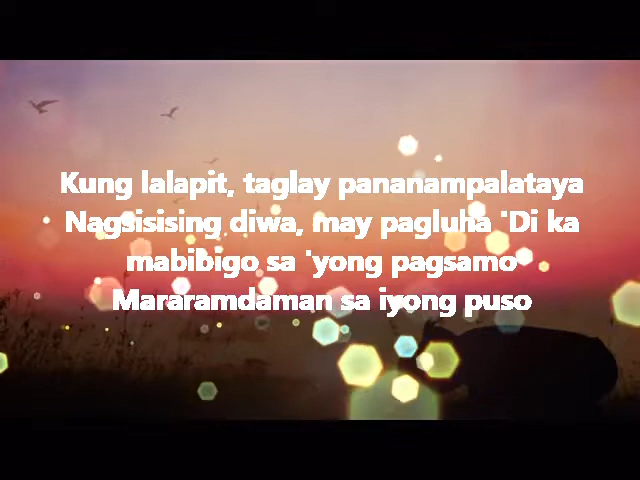 Kung lalapit, taglay pananampalataya
Nagsisising diwa, may pagluha 'Di ka
mabibigo sa 'yong pagsamo
Mararamdaman sa iyong puso